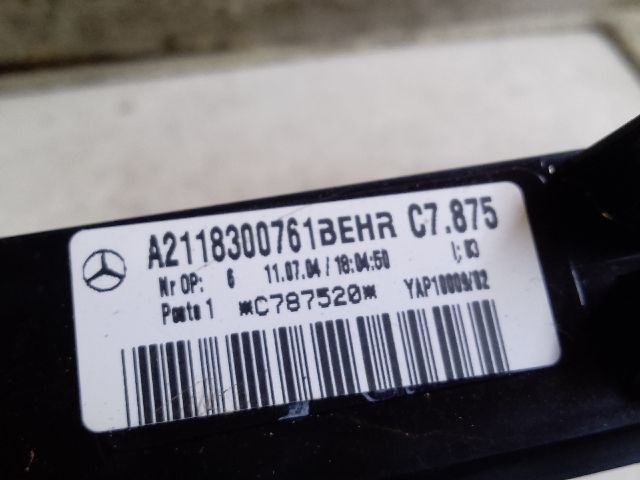 A2118300761BEHR C7.875
Nr OP: 6 11.07.04 / 18:04:50 I; 03
Poste 1 *C787520* YAP10009/02